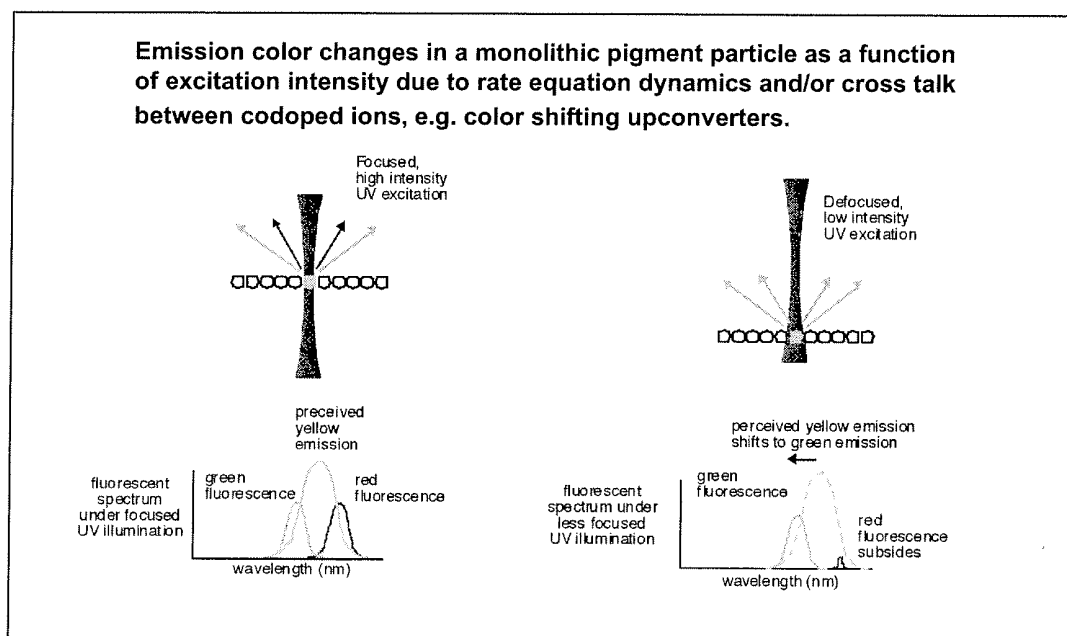 Emission color changes in a monolithic pigment particle as a function
of excitation intensity due to rate equation dynamics and/or cross talk
between codoped ions, e.g. color shifting upconverters.
Focused,
high intensity
UV excitation
Defocused,
low intensity
UV excitation
preceived
yellow
emission
green
fluorescence
red
fluorescence
fluorescent
spectrum
under focused
UV illumination
wavelength (nm)
perceived yellow emission
shifts to green emission
green
fluorescence
fluorescent
spectrum under
less focused
UV illumination
red
fluorescence
subsides
wavelength (nm)